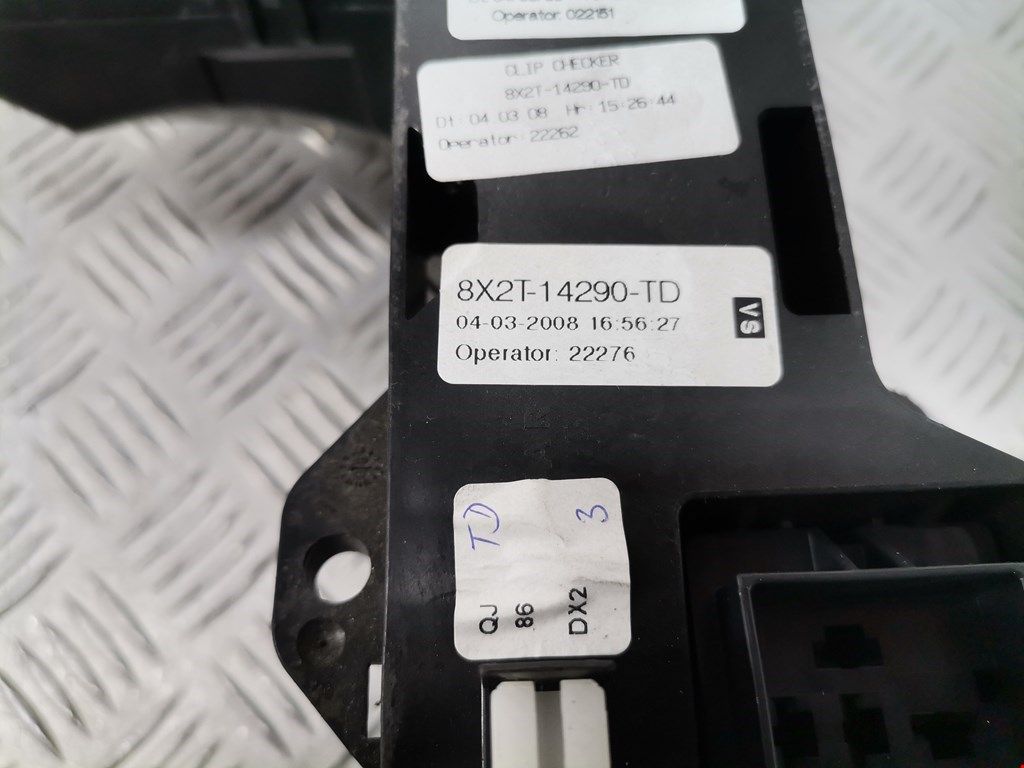 Operator: 022151
CLIP CHECKER
8X2T-14290-TD
Dt: 04 03 08 Hr: 15:26:44
Operator: 22262
8X2T-14290-TD
04-03-2008 16:56:27
Operator: 22276
VS
TD 3
QJ
86
DX2